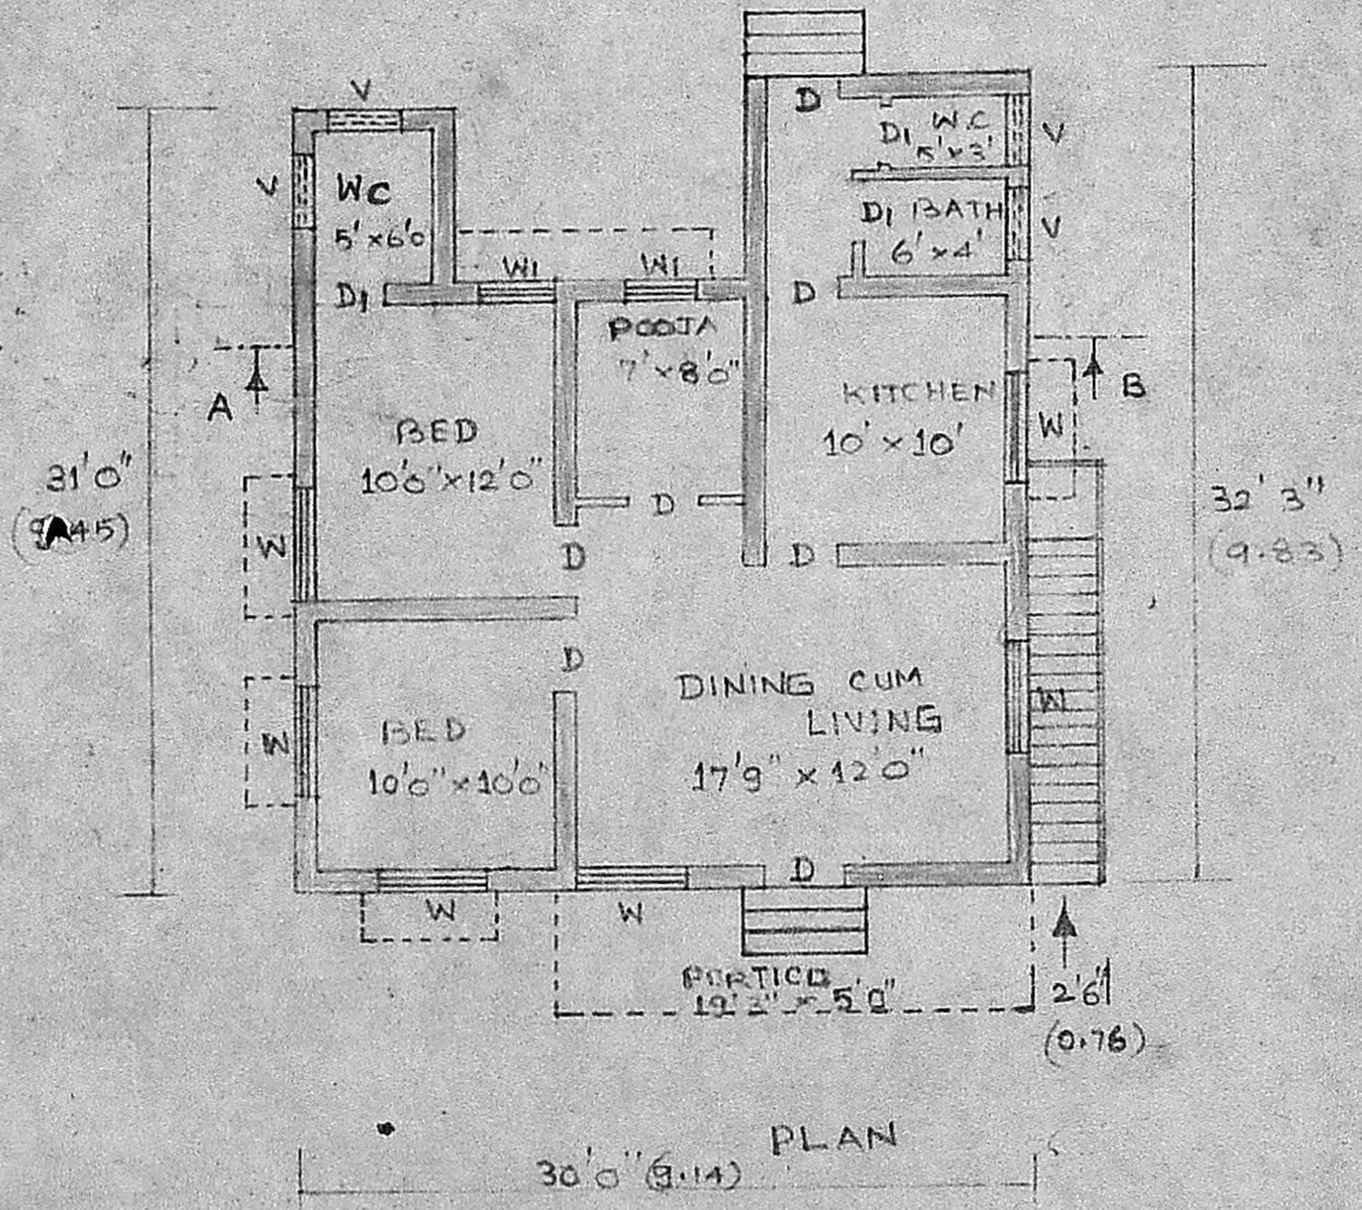 V
D
D1 W.C
5'×3'
V
V
WC
5'×6'0
D1 BATH
6'×4'
V
W1
W1
D1
D
POOJA
7'×8'0"
A
B
KITCHEN
10'×10'
W
BED
10'0"×12'0"
31'0"
32'3"
(9.83)
D
W
D
D
D
DINING CUM
LIVING
17'9" × 12'0"
W
BED
10'0"×10'0"
W
D
W
W
PORTICO
19'2" × 5'0"
2'6"
(0.76)
PLAN
30'0" (9.14)